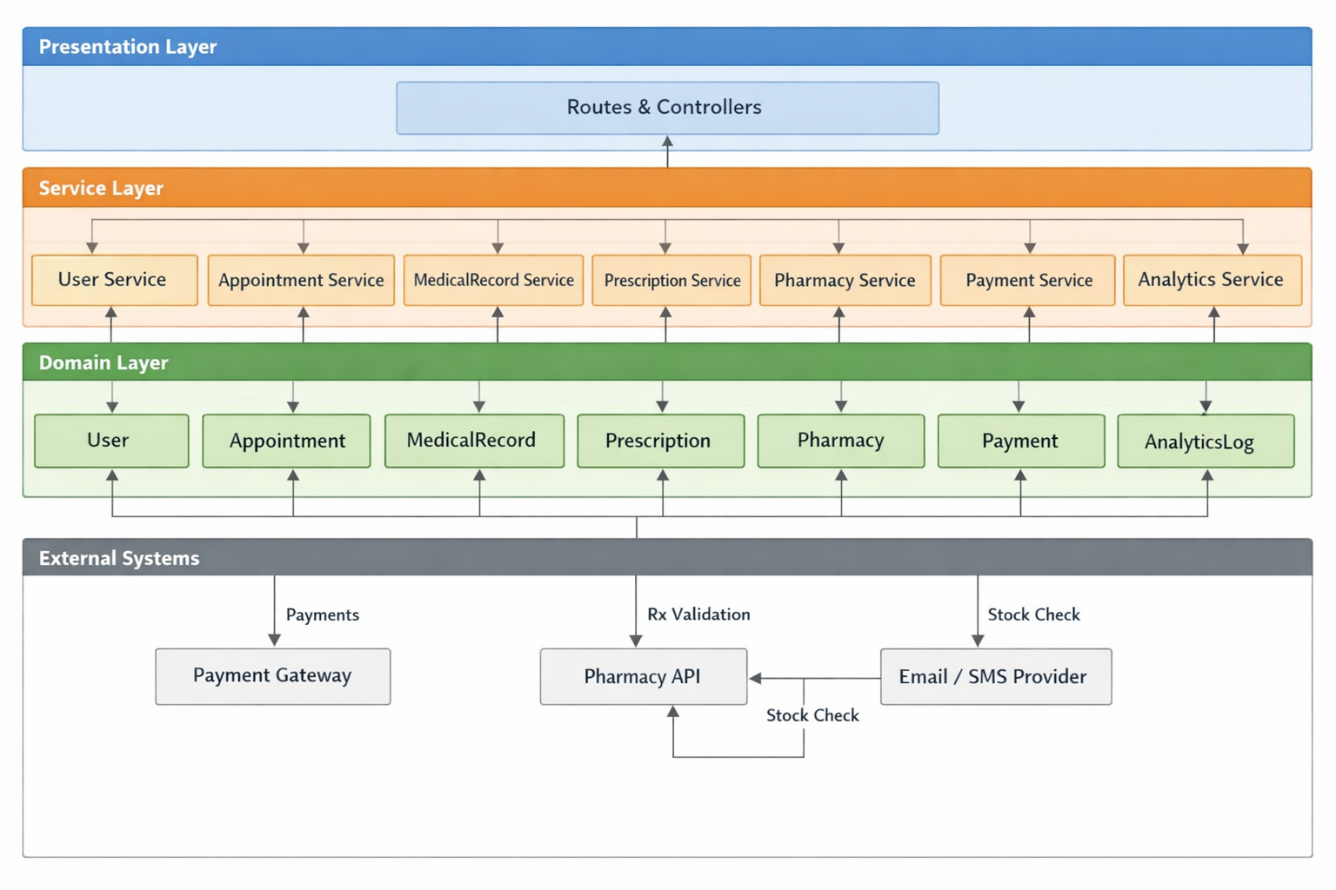 Presentation Layer
Routes & Controllers
Service Layer
User Service
Appointment Service
MedicalRecord Service
Prescription Service
Pharmacy Service
Payment Service
Analytics Service
Domain Layer
User
Appointment
MedicalRecord
Prescription
Pharmacy
Payment
AnalyticsLog
External Systems
Payments
Rx Validation
Stock Check
Payment Gateway
Pharmacy API
Email / SMS Provider
Stock Check